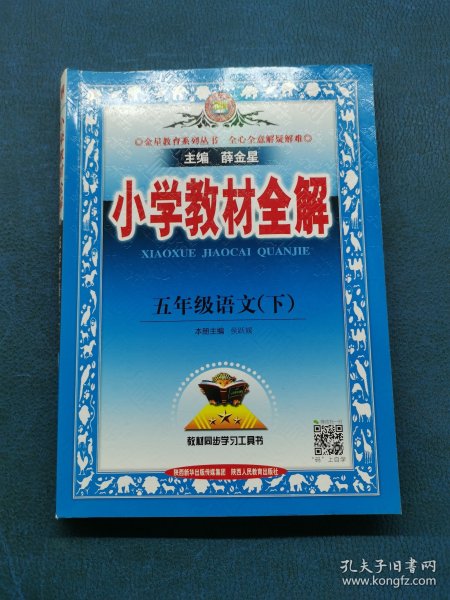 ◎金星教育系列丛书 全心全意解疑解难◎
主编 薛金星
小学教材全解
XIAOXUE JIAOCAI QUANJIE
五年级语文(下)
本册主编
教材同步学习工具书
"码"上自学
陕西新华出版传媒集团 陕西人民教育出版社
孔夫子旧书网
www.kongfz.com